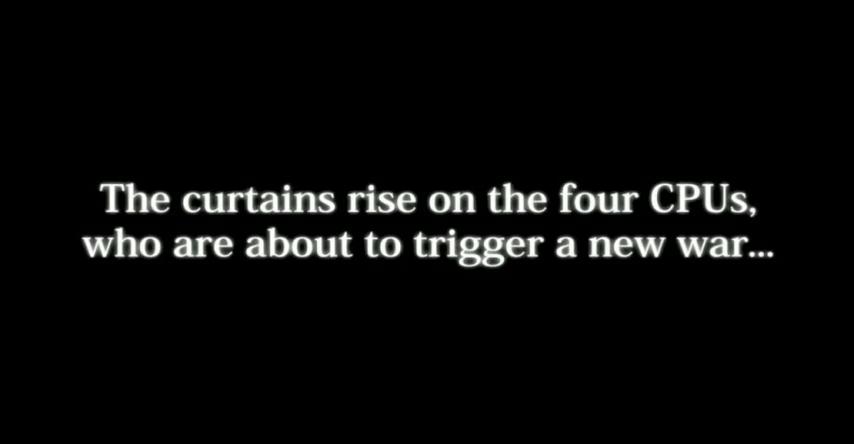 The curtains rise on the four CPUs,
who are about to trigger a new war...